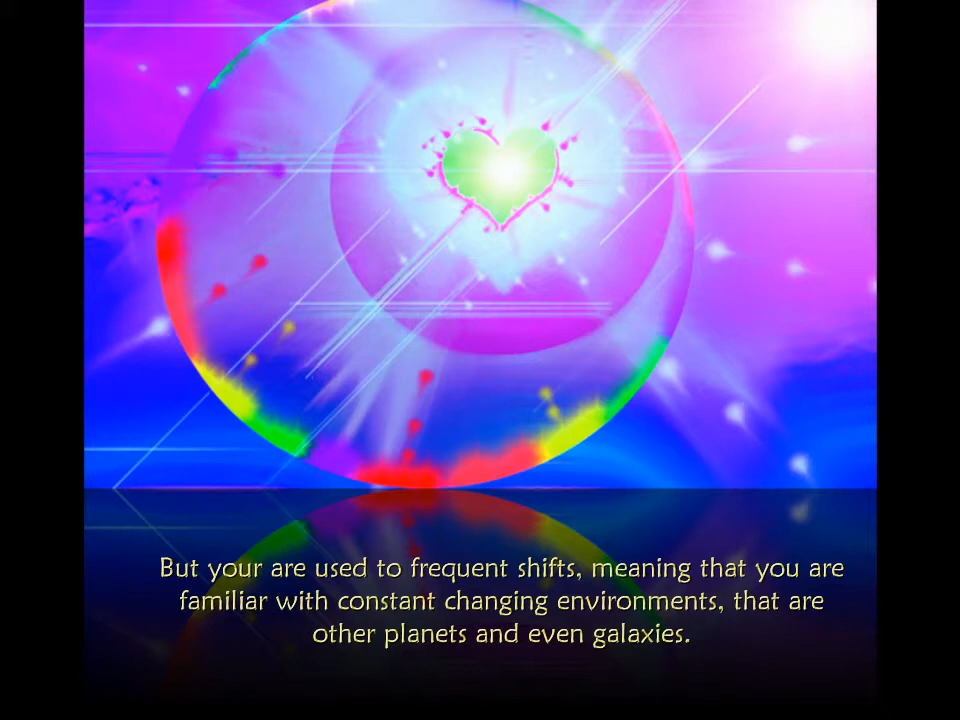 But your are used to frequent shifts, meaning that you are
familiar with constant changing environments, that are
other planets and even galaxies.